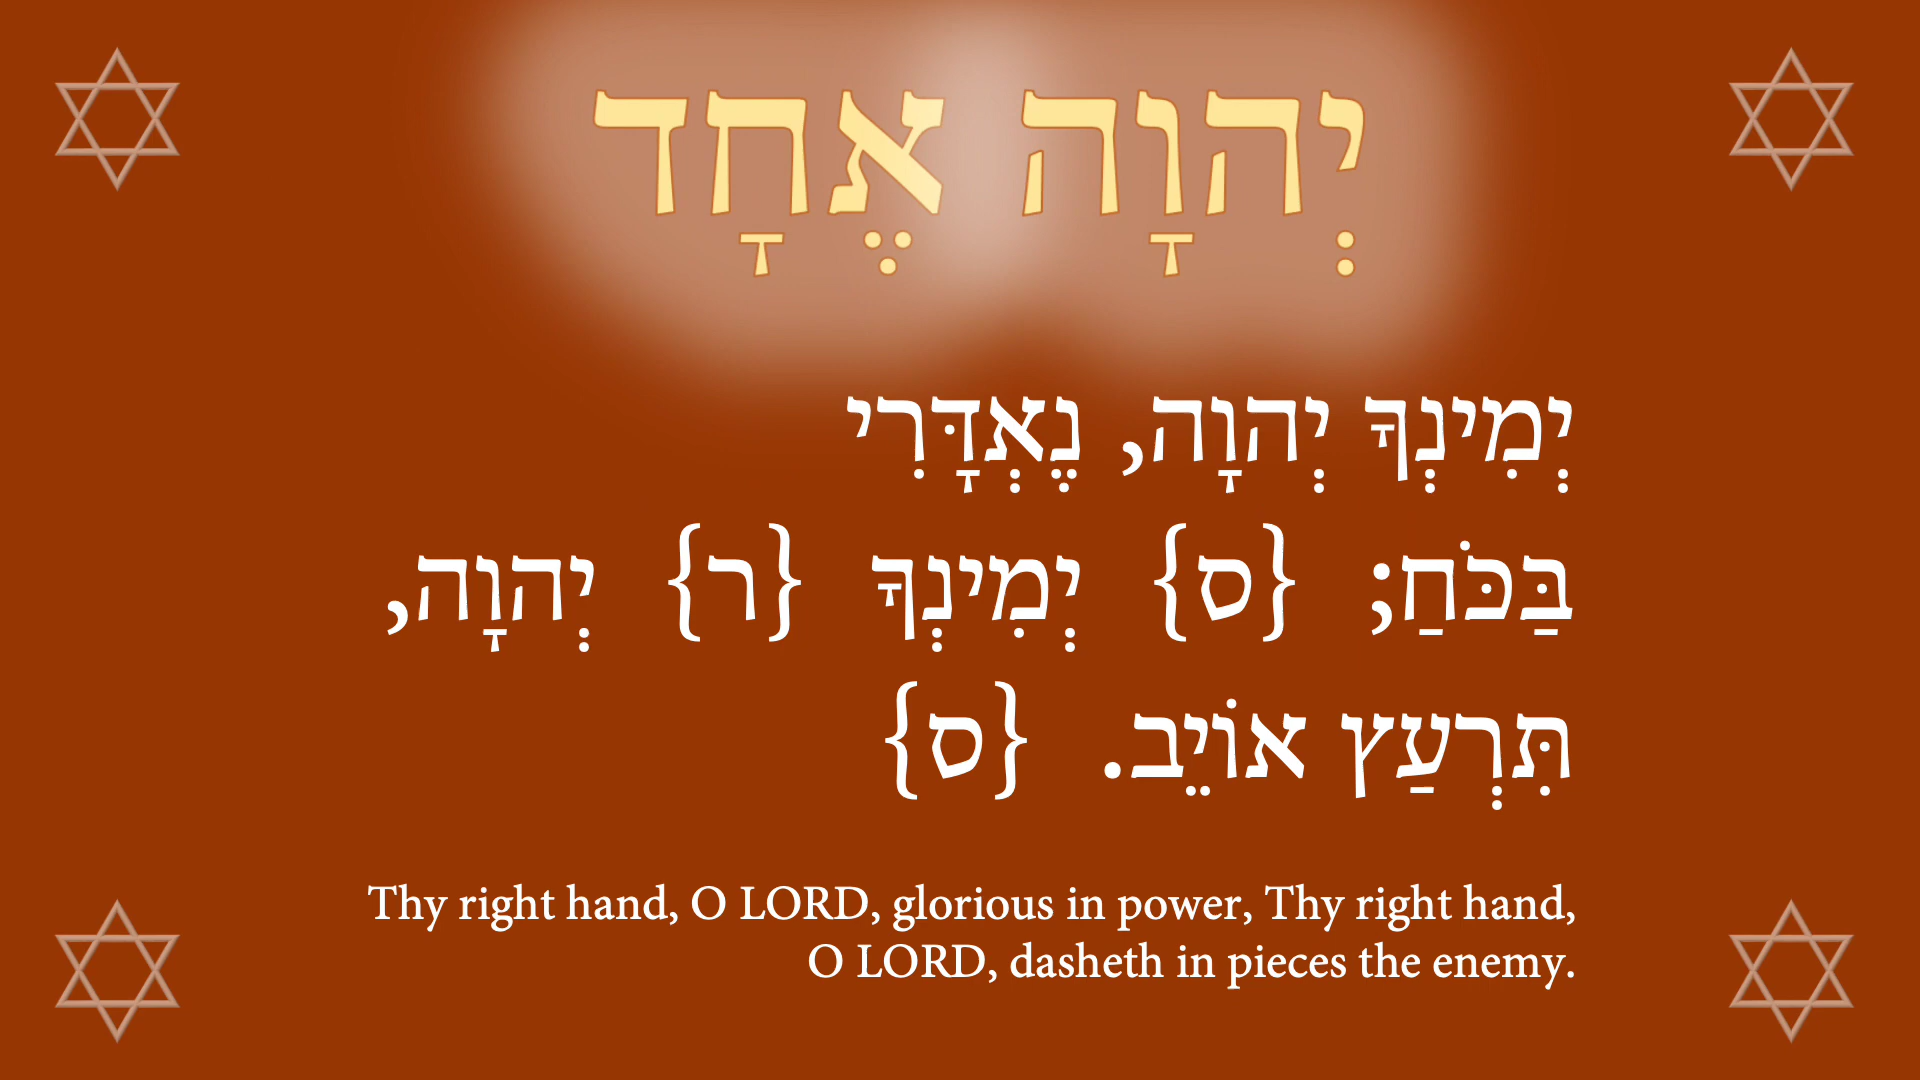 יְהוָה אֶחָד
יְמִינְךָ יְהוָה, נֶאְדָּרִי
בַּכֹּחַ; {ס} יְמִינְךָ {ר} יְהוָה,
תִּרְעַץ אוֹיֵב. {ס}
Thy right hand, O LORD, glorious in power, Thy right hand,
O LORD, dasheth in pieces the enemy.